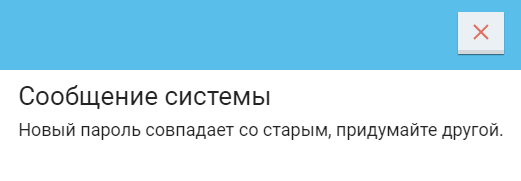 Сообщение системы
Новый пароль совпадает со старым, придумайте другой.